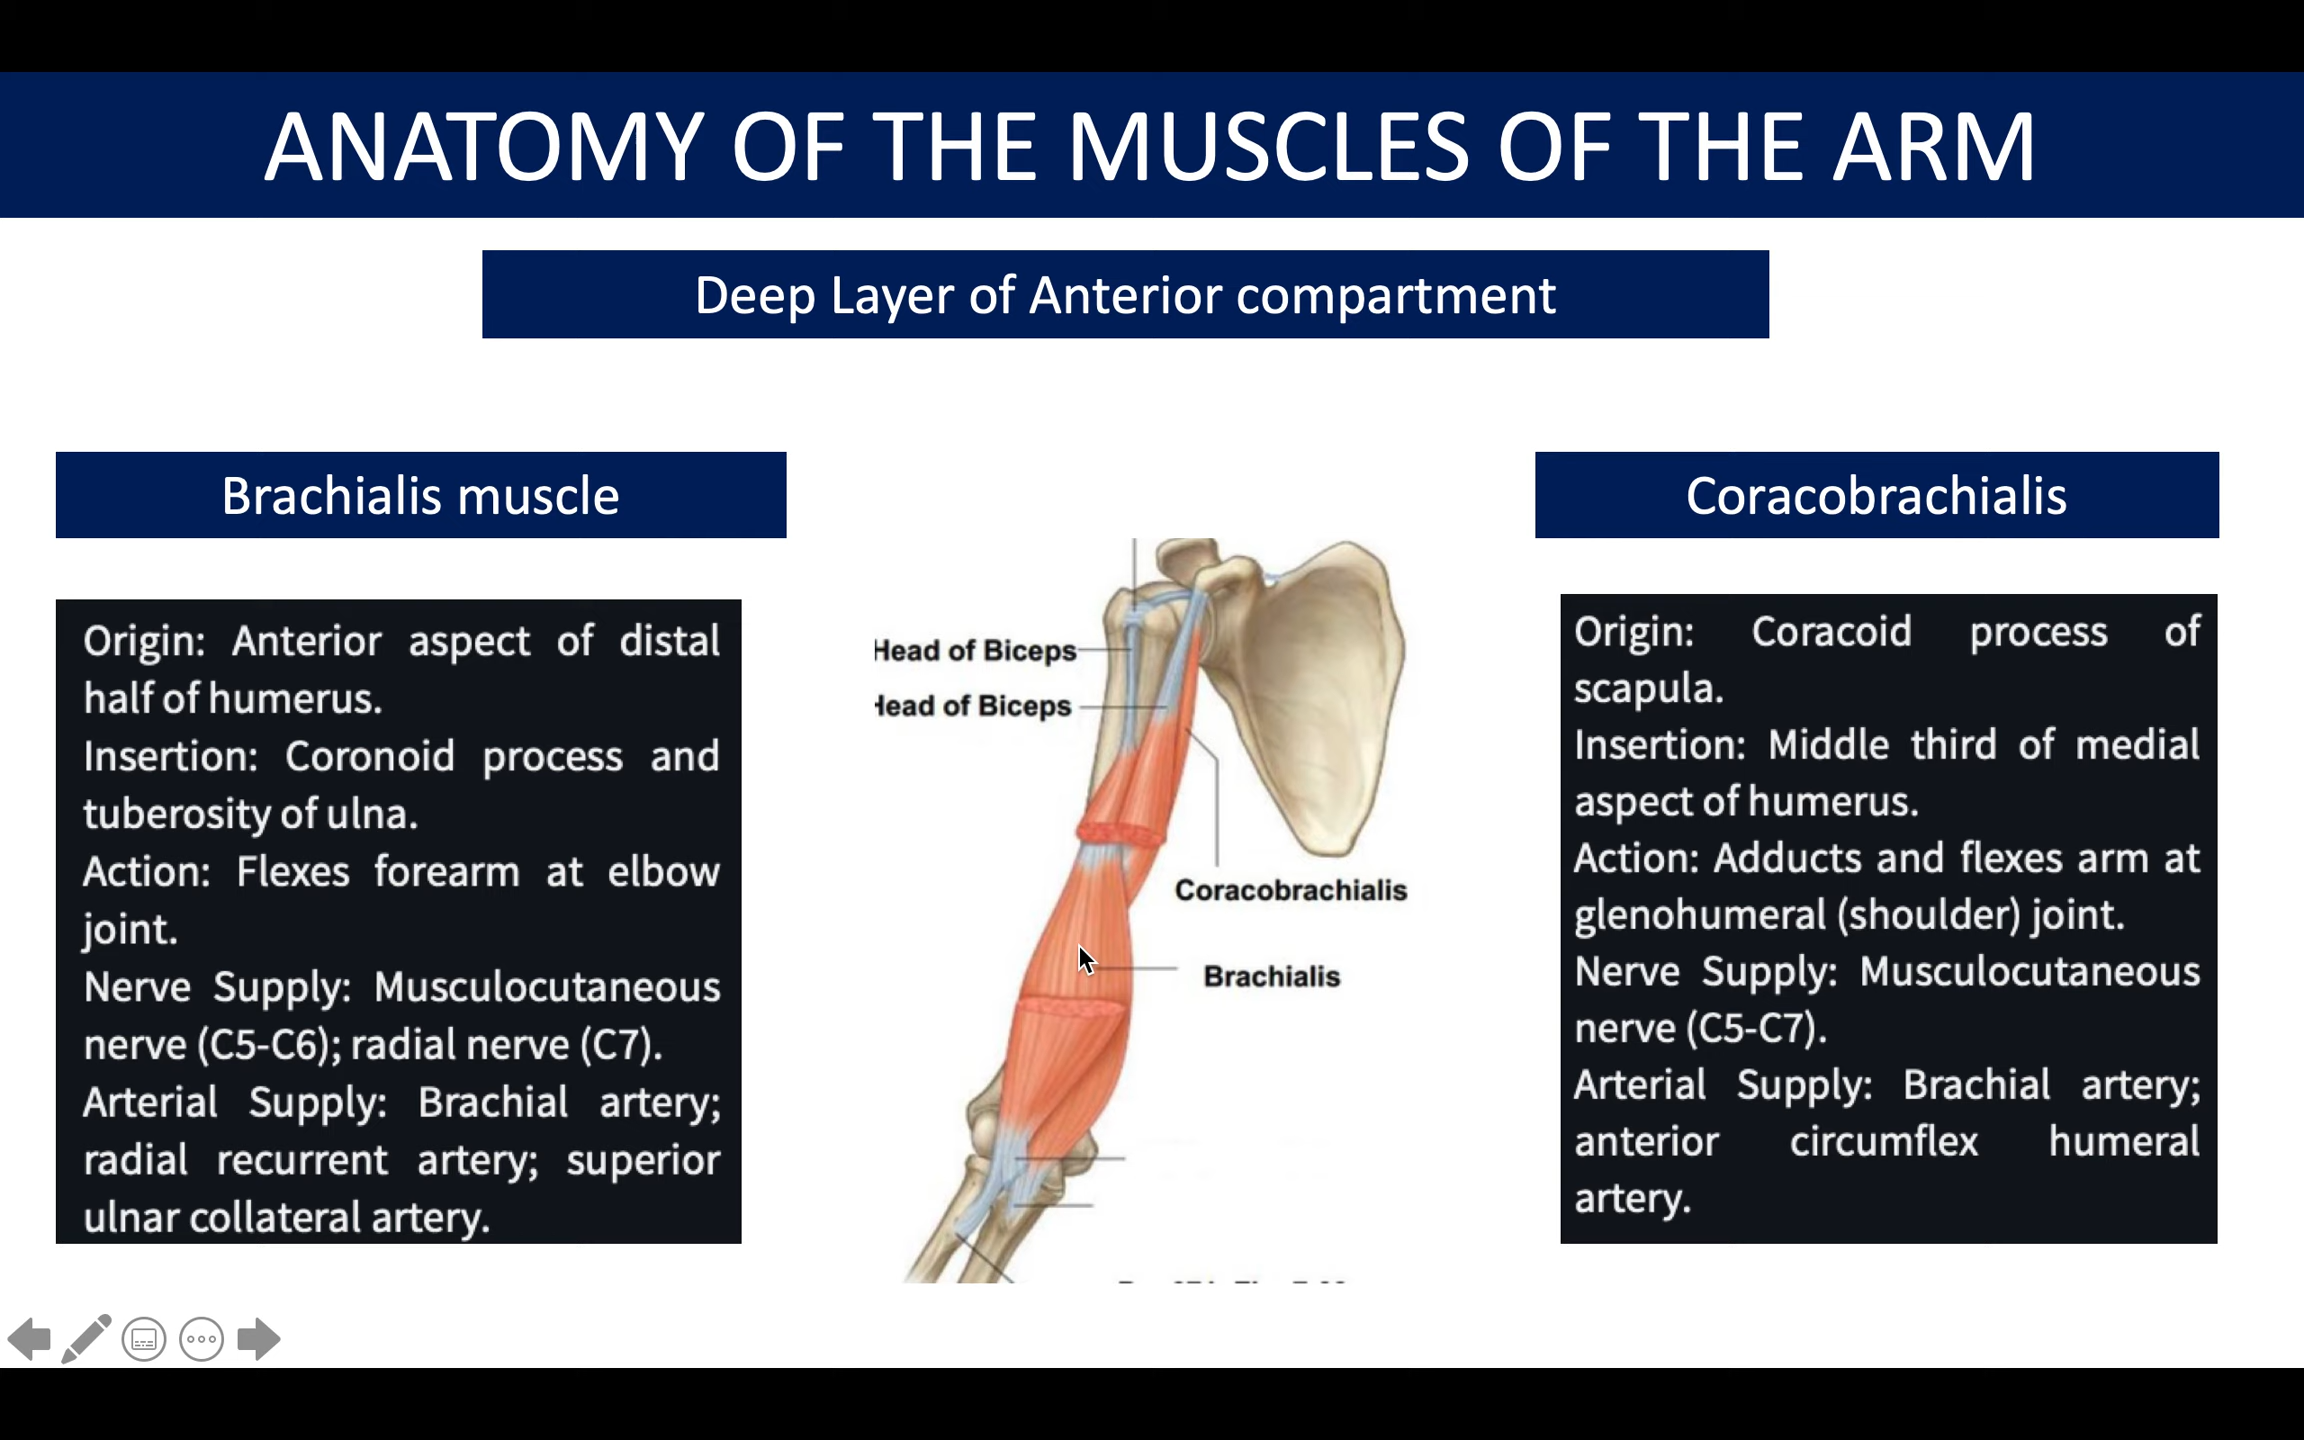 ANATOMY OF THE MUSCLES OF THE ARM
Deep Layer of Anterior compartment
Brachialis muscle
Origin: Anterior aspect of distal
half of humerus.
Insertion: Coronoid process and
tuberosity of ulna.
Action: Flexes forearm at elbow
joint.
Nerve Supply: Musculocutaneous
nerve (C5-C6); radial nerve (C7).
Arterial Supply: Brachial artery;
radial recurrent artery; superior
ulnar collateral artery.
Head of Biceps
Head of Biceps
Coracobrachialis
Brachialis
Coracobrachialis
Origin: Coracoid process of
scapula.
Insertion: Middle third of medial
aspect of humerus.
Action: Adducts and flexes arm at
glenohumeral (shoulder) joint.
Nerve Supply: Musculocutaneous
nerve (C5-C7).
Arterial Supply: Brachial artery;
anterior circumflex humeral
artery.